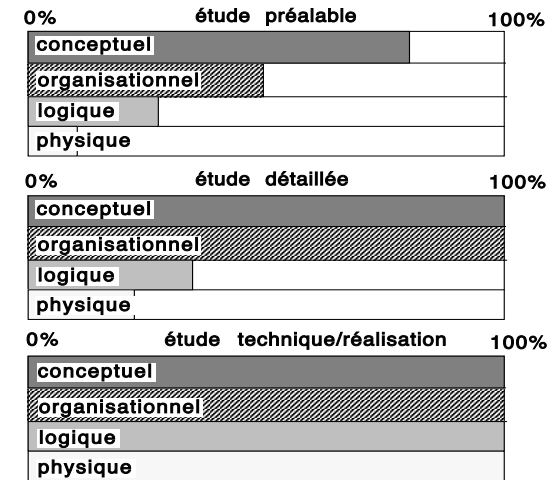 0% étude préalable 100%
conceptuel
organisationnel
logique
physique
0% étude détaillée 100%
conceptuel
organisationnel
logique
physique
0% étude technique/réalisation 100%
conceptuel
organisationnel
logique
physique